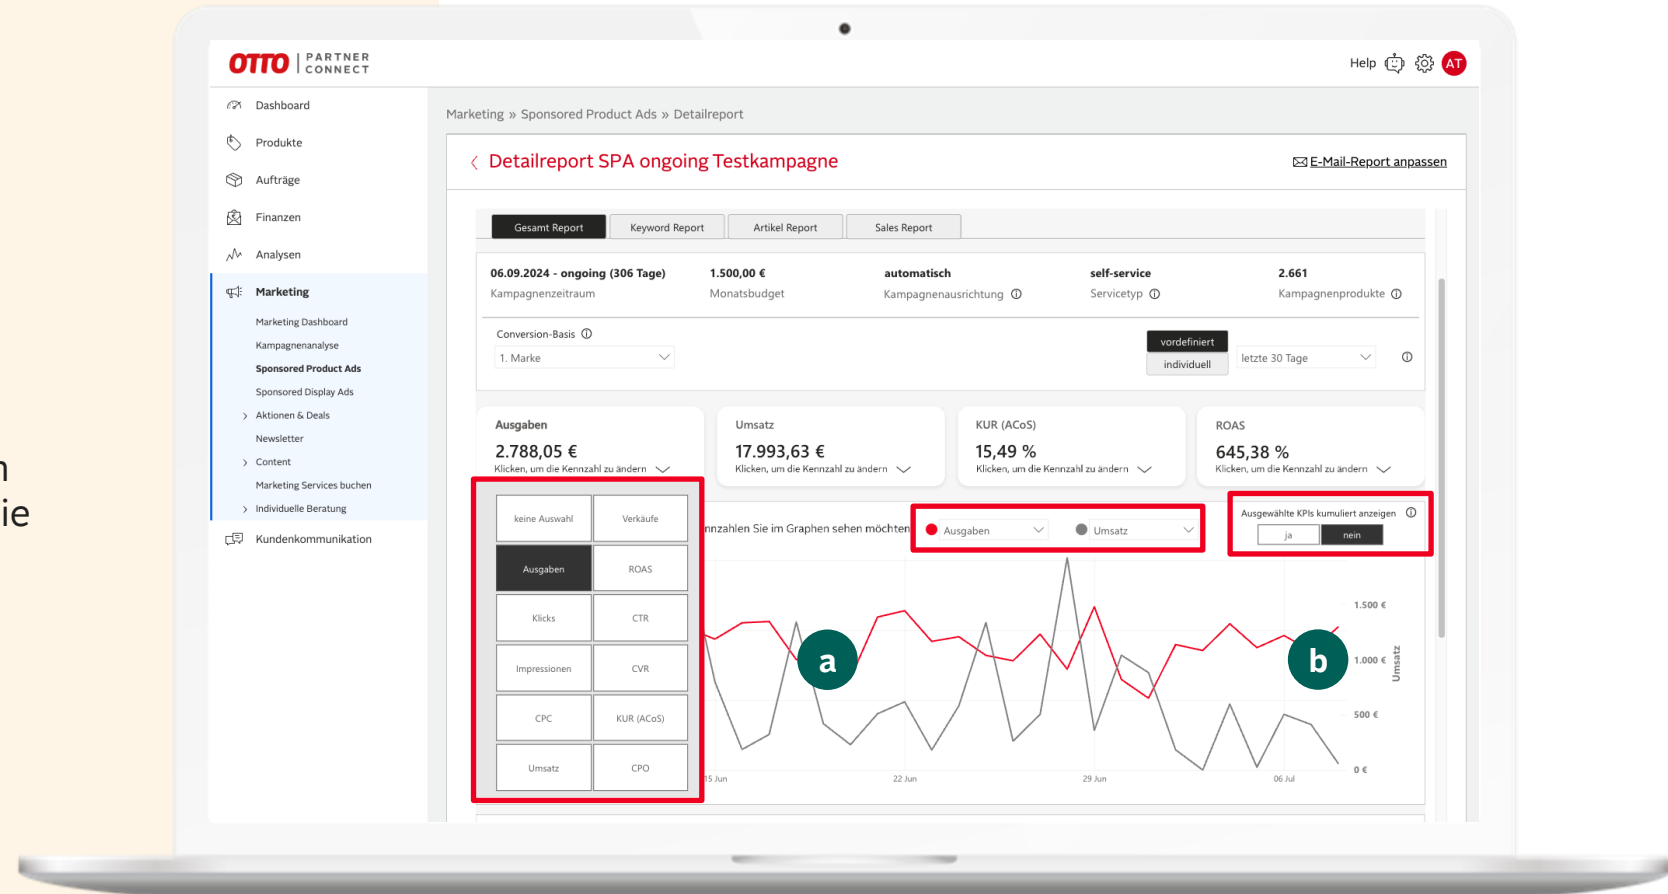 OTTO | PARTNER CONNECT
Help
AT
Dashboard
Produkte
Aufträge
Finanzen
Analysen
Marketing
Marketing Dashboard
Kampagnenanalyse
Sponsored Product Ads
Sponsored Display Ads
Aktionen & Deals
Newsletter
Content
Marketing Services buchen
Individuelle Beratung
Kundenkommunikation
ie
Marketing » Sponsored Product Ads » Detailreport
Detailreport SPA ongoing Testkampagne
E-Mail-Report anpassen
Gesamt Report Keyword Report Artikel Report Sales Report
06.09.2024 - ongoing (306 Tage) 1.500,00 € automatisch self-service 2.661
Kampagnenzeitraum Monatsbudget Kampagnenausrichtung Servicetyp Kampagnenprodukte
Conversion-Basis
1. Marke
vordefiniert
individuell
letzte 30 Tage
Ausgaben Umsatz KUR (ACoS) ROAS
2.788,05 € 17.993,63 € 15,49 % 645,38 %
Klicken, um die Kennzahl zu ändern Klicken, um die Kennzahl zu ändern Klicken, um die Kennzahl zu ändern Klicken, um die Kennzahl zu ändern
keine Auswahl Verkäufe
Ausgaben ROAS
Klicks CTR
Impressionen CVR
CPC KUR (ACoS)
Umsatz CPO
nnzahlen Sie im Graphen sehen möchten
Ausgaben Umsatz
Ausgewählte KPIs kumuliert anzeigen
ja nein
a
b
1.500 €
1.000 €
500 €
0 €
Umsatz
15 Jun 22 Jun 29 Jun 06 Jul